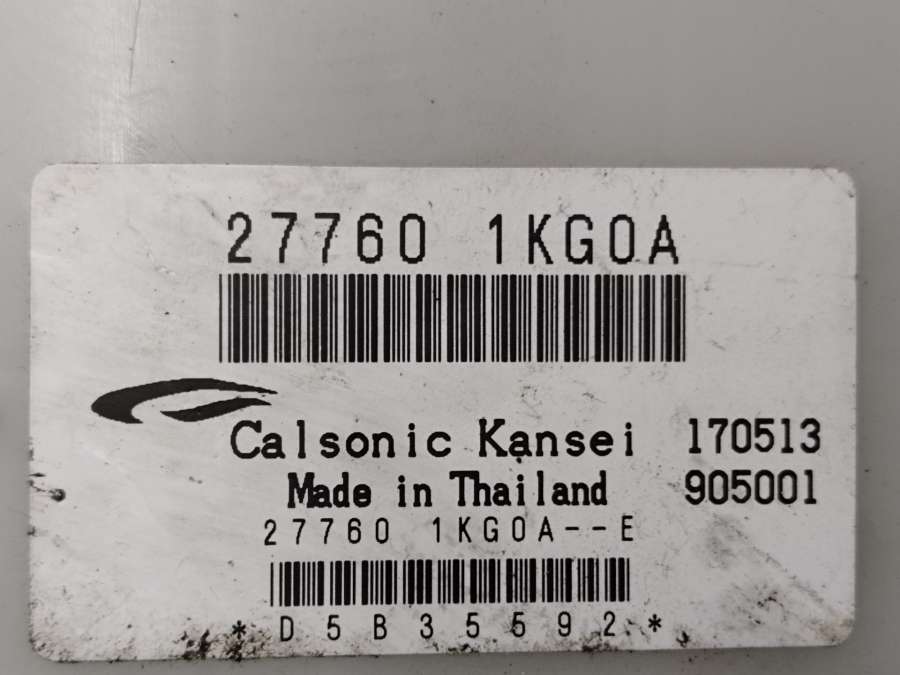 27760 1KG0A
Calsonic Kansei 170513
Made in Thailand 905001
27760 1KG0A--E
*D5B35592*